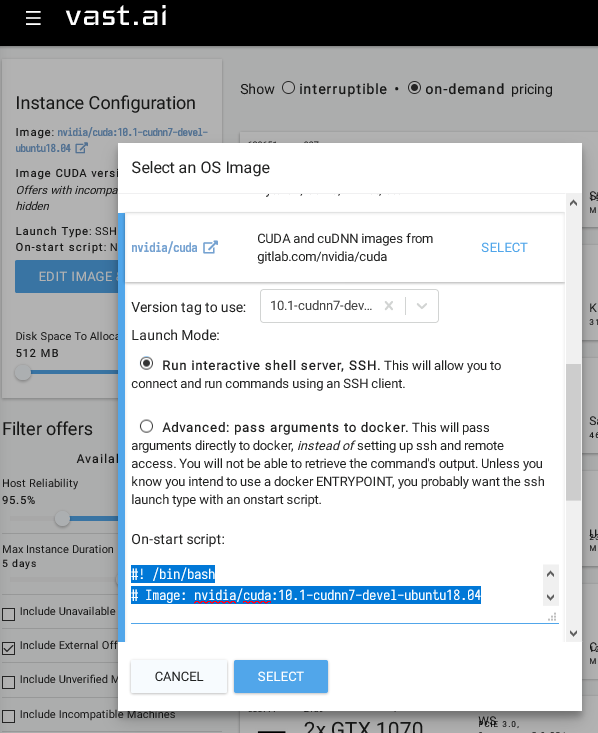 vast.ai
Show interruptible • on-demand pricing
Instance Configuration
Image: nvidia/cuda:10.1-cudnn7-devel-
ubuntu18.04
Image CUDA versi
Offers with incompa
hidden
Launch Type: SSH
On-start script: N
EDIT IMAGE
Disk Space To Alloca
512 MB
Filter offers
Availa
Host Reliability
95.5%
Max Instance Duration
5 days
Include Unavailable
Include External Off
Include Unverified M
Include Incompatible Machines
Select an OS Image
nvidia/cuda
CUDA and cuDNN images from
gitlab.com/nvidia/cuda
SELECT
Version tag to use: 10.1-cudnn7-dev...
Launch Mode:
Run interactive shell server, SSH. This will allow you to
connect and run commands using an SSH client.
Advanced: pass arguments to docker. This will pass
arguments directly to docker, instead of setting up ssh and remote
access. You will not be able to retrieve the command's output. Unless you
know you intend to use a docker ENTRYPOINT, you probably want the ssh
launch type with an onstart script.
On-start script:
#! /bin/bash
# Image: nvidia/cuda:10.1-cudnn7-devel-ubuntu18.04
CANCEL
SELECT
2x GTX 1070
WS
PCIE 3.0,